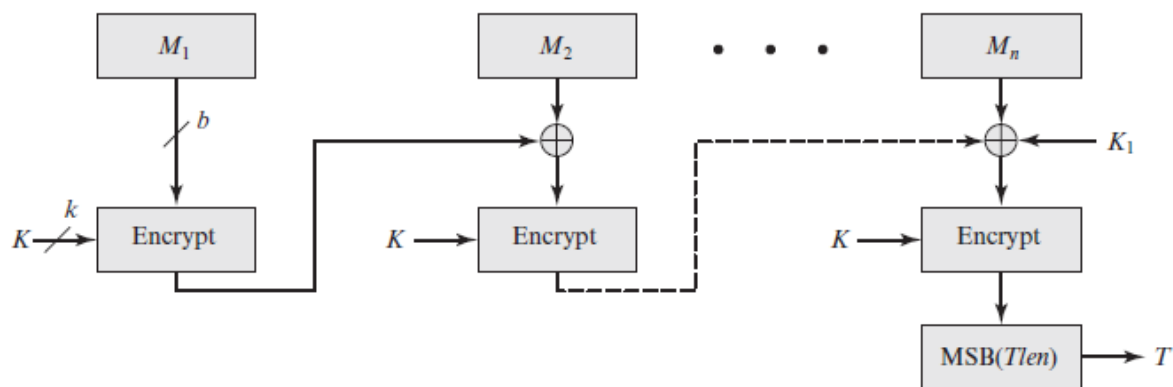 M₁
M₂
• • •
Mₙ
b
K₁
k
K
Encrypt
K
Encrypt
K
Encrypt
MSB(Tlen)
T